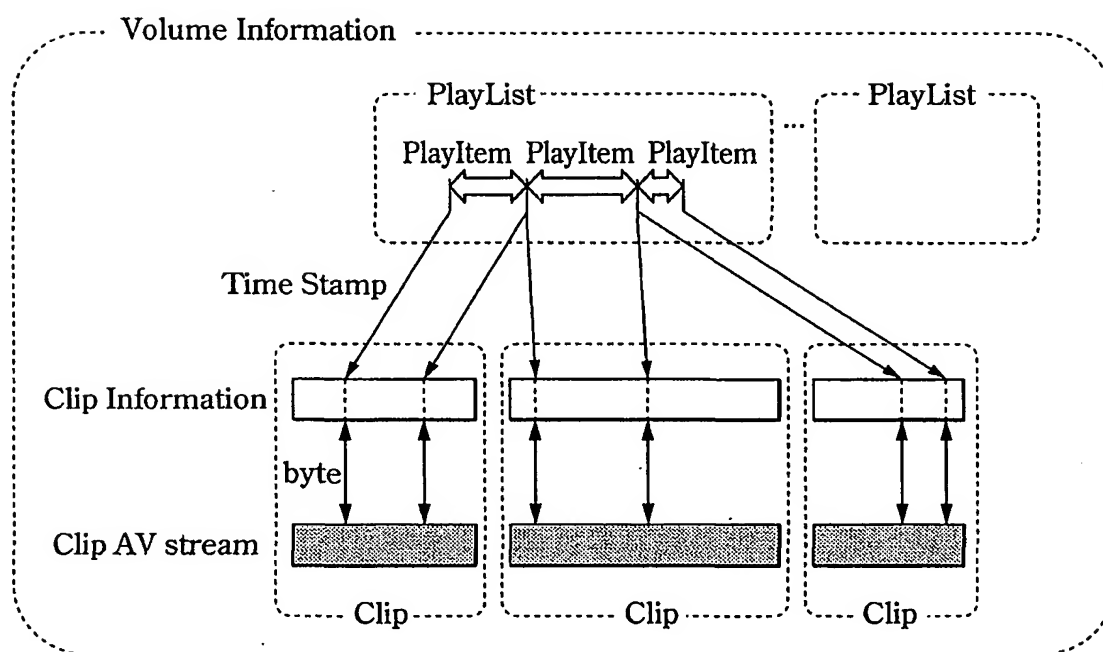 Volume Information
PlayList
PlayList
...
PlayItem PlayItem PlayItem
Time Stamp
Clip Information
byte
Clip AV stream
Clip
Clip
Clip